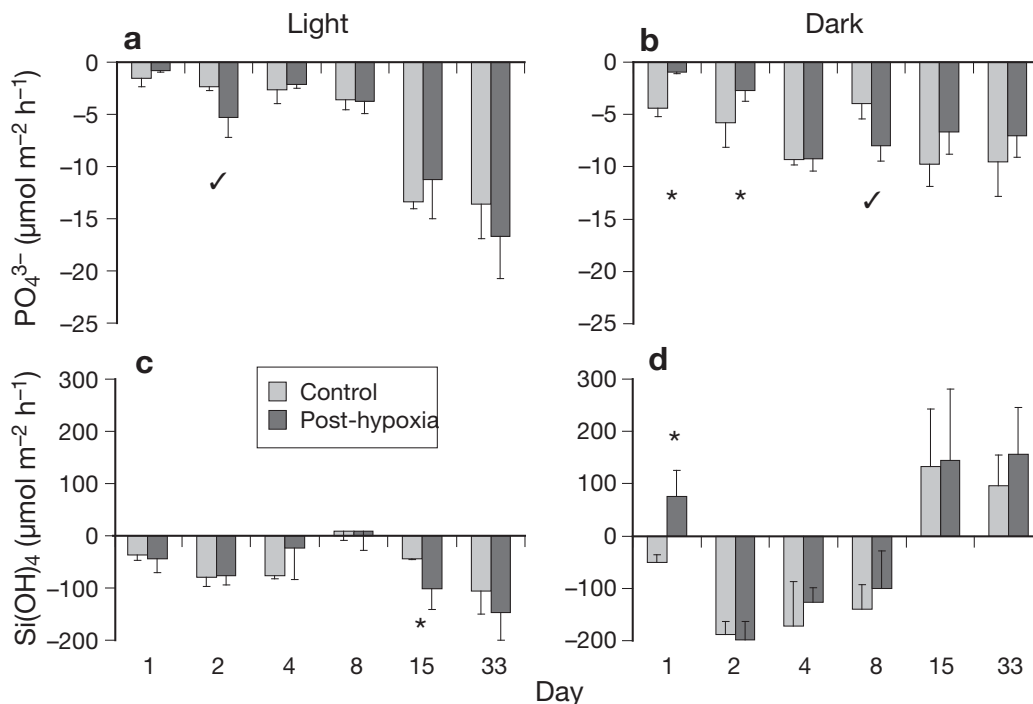 Light
Dark
a
b
0
–5
–10
–15
–20
–25
PO₄³⁻ (µmol m⁻² h⁻¹)
✓
0
–5
–10
–15
–20
–25
*
*
✓
c
d
300
200
100
0
–100
–200
Si(OH)₄ (µmol m⁻² h⁻¹)
Control
Post-hypoxia
*
300
200
100
0
–100
–200
*
1 2 4 8 15 33
1 2 4 8 15 33
Day